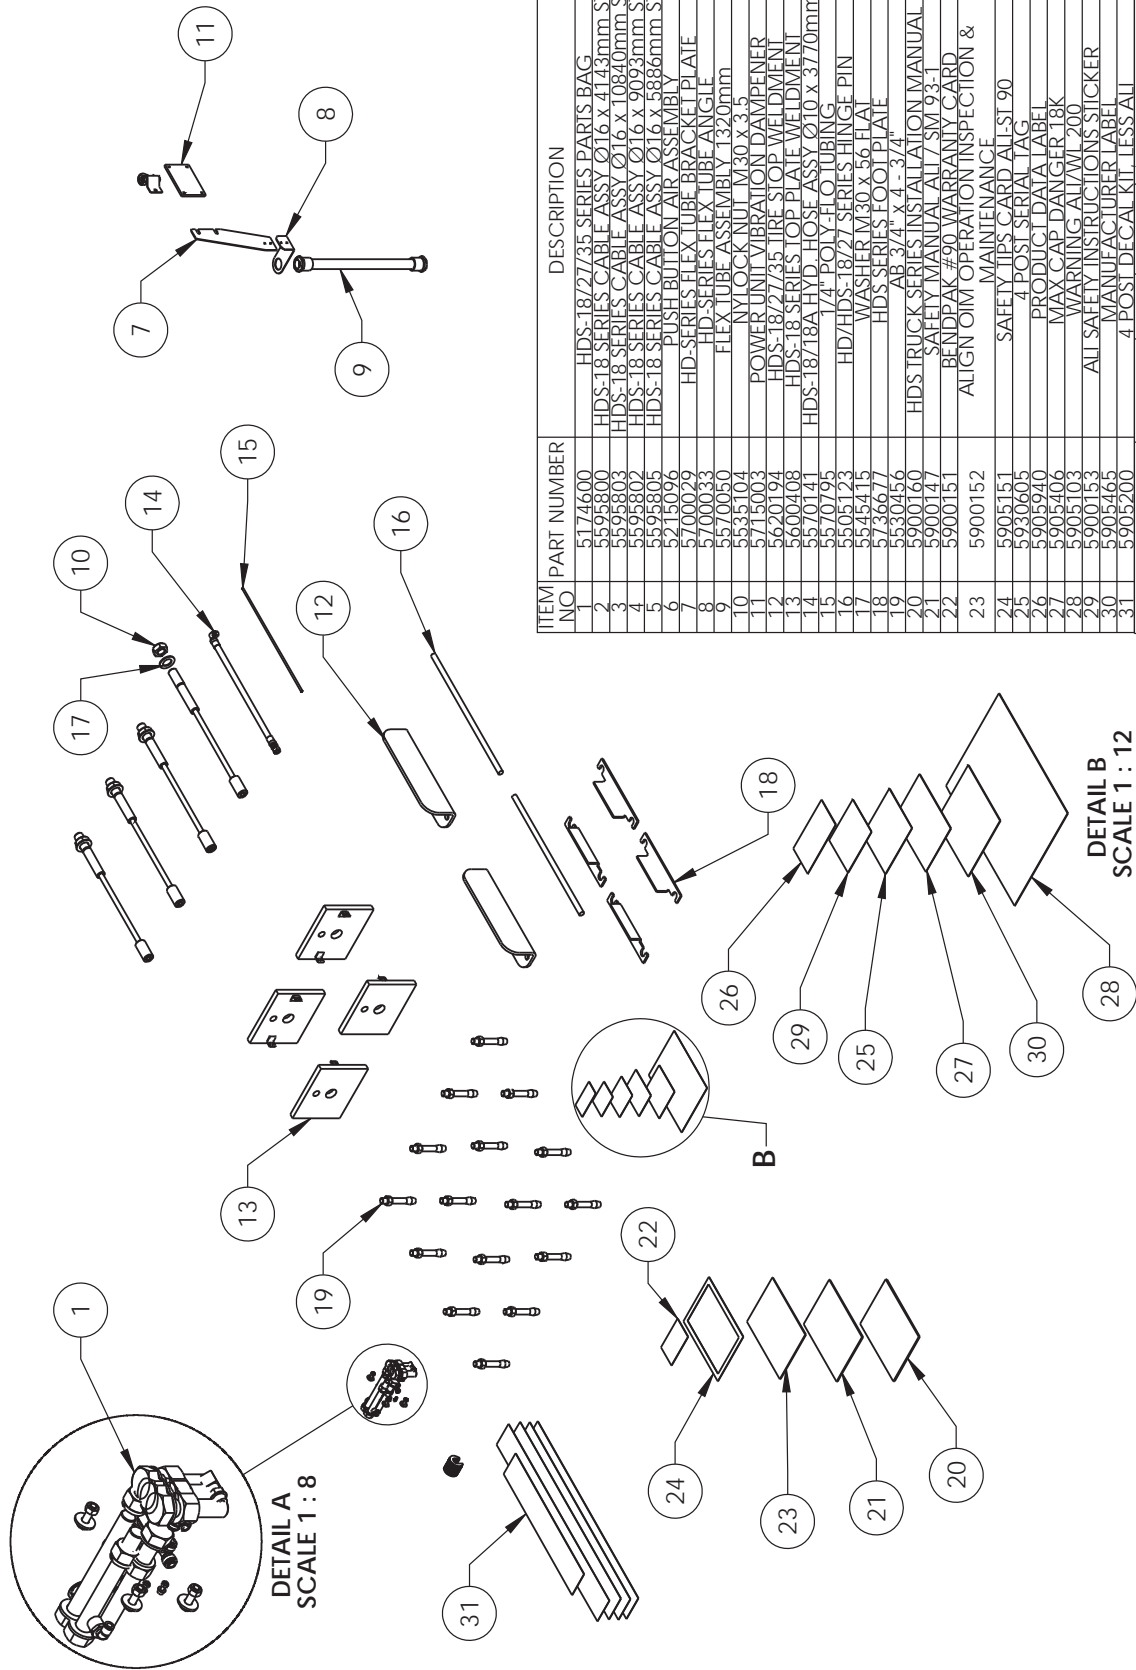 11
8
7
9
15
14
10
17
16
12
18
13
19
1
DETAIL A
SCALE 1 : 8
B
26
29
25
27
30
28
DETAIL B
SCALE 1 : 12
22
24
23
21
20
31
ITEM NO PART NUMBER DESCRIPTION
1 5174600 HDS-18/27/35 SERIES PARTS BAG
2 5595800 HDS-18 SERIES CABLE ASSY Ø16 x 4143mm
3 5595803 HDS-18 SERIES CABLE ASSY Ø16 x 10840mm
4 5595802 HDS-18 SERIES CABLE ASSY Ø16 x 9093mm
5 5595805 HDS-18 SERIES CABLE ASSY Ø16 x 5886mm
6 5215096 PUSH BUTTON AIR ASSEMBLY
7 5700029 HD-SERIES FLEX TUBE BRACKET PLATE
8 5700033 HD-SERIES FLEX TUBE ANGLE
9 5570050 FLEX TUBE ASSEMBLY 1320mm
10 5535104 NYLOCK NUT M30 x 3.5
11 5715003 POWER UNIT VIBRATION DAMPENER
12 5620194 HDS-18/27/35 TIRE STOP WELDMENT
13 5600408 HDS-18 SERIES TOP PLATE WELDMENT
14 5570141 HDS-18/18A HYD. HOSE ASSY Ø10 x 3770mm
15 5570795 1/4" POLY-FLO TUBING
16 5505123 HD/HDS-18/27 SERIES HINGE PIN
17 5545415 WASHER M30 x 56 FLAT
18 5736677 HDS SERIES FOOT PLATE
19 5530456 AB 3/4" x 4 - 3/4"
20 5900160 HDS TRUCK SERIES INSTALLATION MANUAL
21 5900147 SAFETY MANUAL ALI / SM 93-1
22 5900151 BENDPAK #90 WARRANTY CARD
23 5900152 ALIGN OIM OPERATION INSPECTION &
MAINTENANCE
24 5905151 SAFETY TIPS CARD ALI-ST 90
25 5930605 4 POST SERIAL TAG
26 5905940 PRODUCT DATA LABEL
27 5905406 MAX CAP DANGER 18K
28 5905103 WARNING ALI/WL 200
29 5900153 ALI SAFETY INSTRUCTIONS STICKER
30 5905465 MANUFACTURER LABEL
31 5905200 4 POST DECAL KIT, LESS ALI